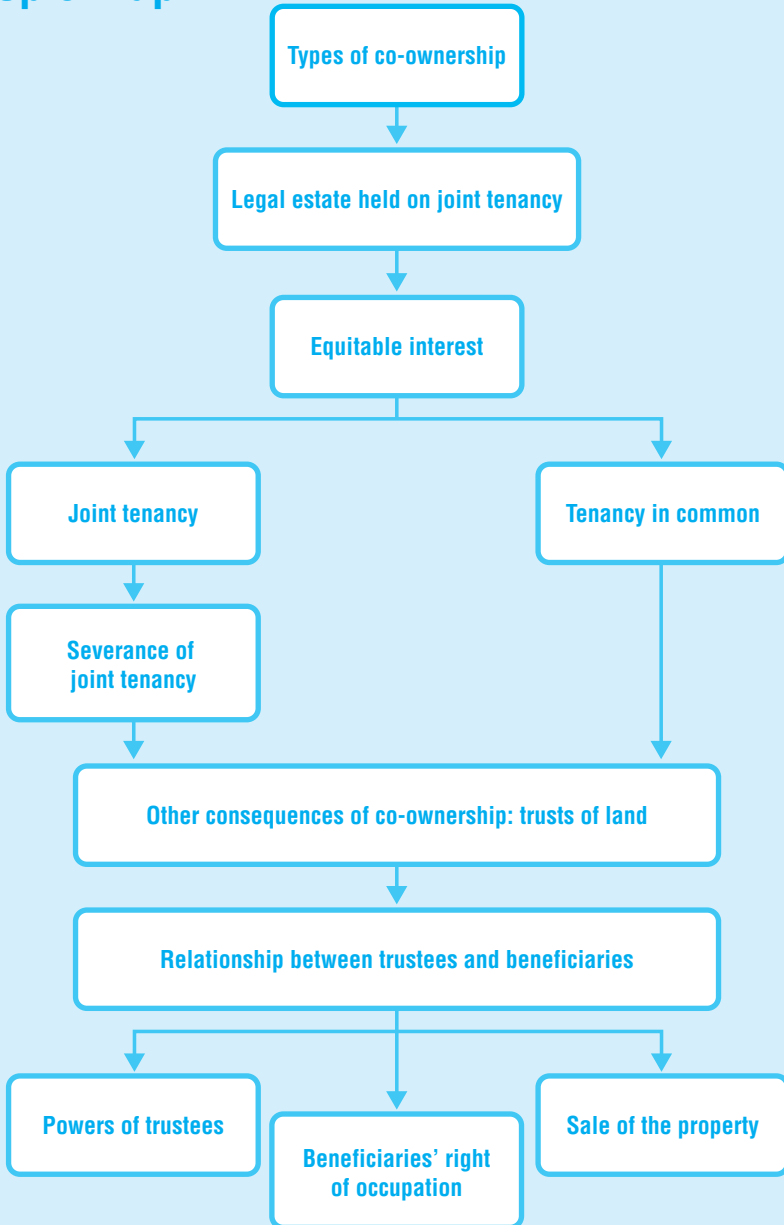 Types of co-ownership
Legal estate held on joint tenancy
Equitable interest
Joint tenancy
Tenancy in common
Severance of
joint tenancy
Other consequences of co-ownership: trusts of land
Relationship between trustees and beneficiaries
Powers of trustees
Beneficiaries’ right
of occupation
Sale of the property